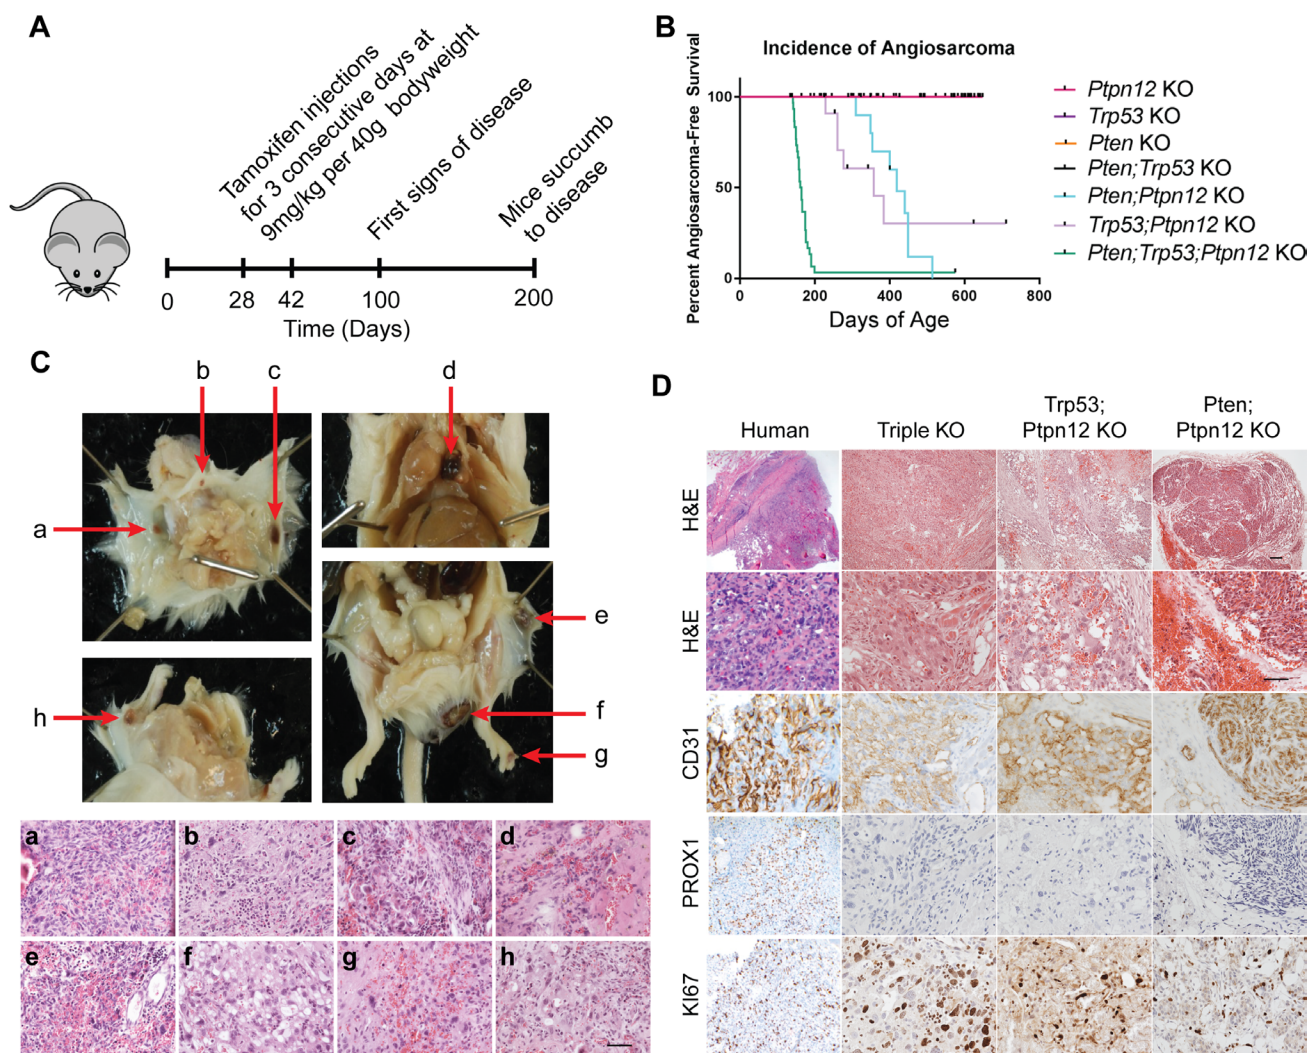 A
Tamoxifen injections
for 3 consecutive days at
9mg/kg per 40g bodyweight
First signs of disease
Mice succumb
to disease
0
28
42
100
200
Time (Days)
B
Incidence of Angiosarcoma
Percent Angiosarcoma-Free Survival
100
50
0
0
200
400
600
800
Days of Age
Ptpn12 KO
Trp53 KO
Pten KO
Pten;Trp53 KO
Pten;Ptpn12 KO
Trp53;Ptpn12 KO
Pten;Trp53;Ptpn12 KO
C
b
c
d
a
e
h
f
g
a
b
c
d
e
f
g
h
D
Human
Triple KO
Trp53;
Ptpn12 KO
Pten;
Ptpn12 KO
H&E
H&E
CD31
PROX1
KI67